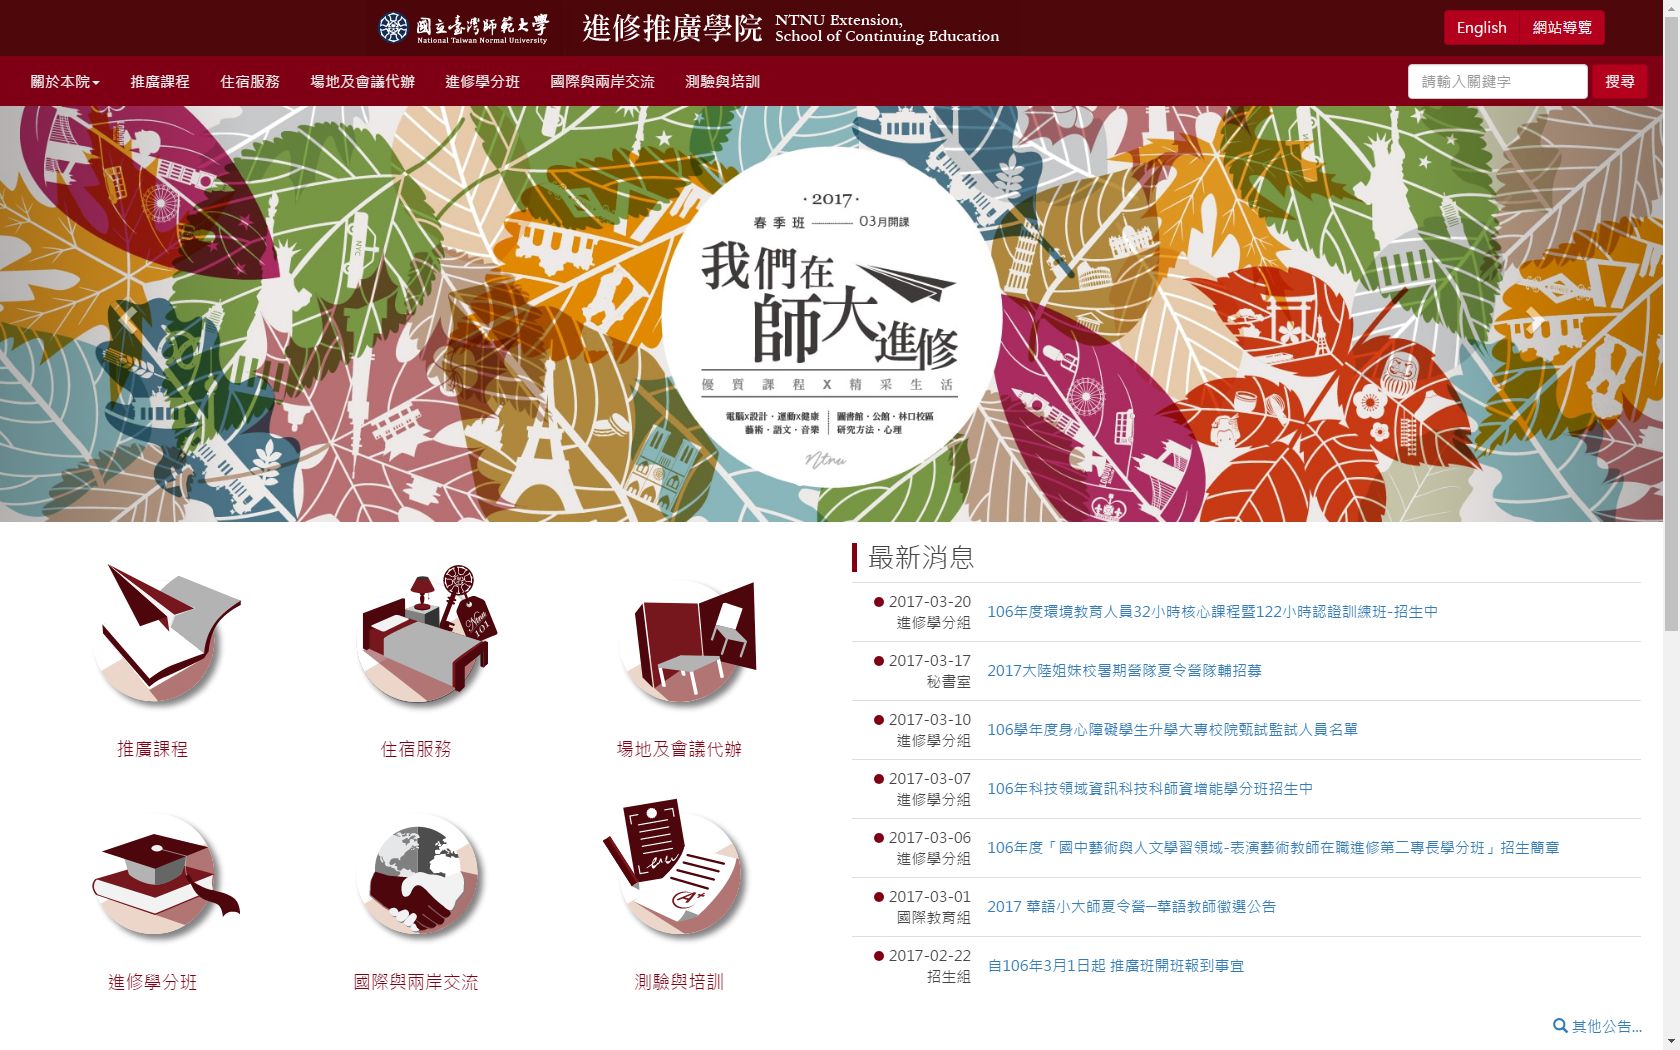 國立臺灣師範大學
National Taiwan Normal University
進修推廣學院
NTNU Extension,
School of Continuing Education
English 網站導覽
關於本院 推廣課程 住宿服務 場地及會議代辦 進修學分班 國際與兩岸交流 測驗與培訓
請輸入關鍵字 搜尋
·2017·
春季班 03月開課
我們在
師大進修
優質課程X精采生活
電腦X設計·運動X健康 圖書館·公館·林口校區
藝術·語文·音樂 研究方法·心理
Ntnu
NYC
推廣課程
Ntnu
101
住宿服務
場地及會議代辦
進修學分班
國際與兩岸交流
A+
測驗與培訓
最新消息
2017-03-20
進修學分組
106年度環境教育人員32小時核心課程暨122小時認證訓練班-招生中
2017-03-17
秘書室
2017大陸姐妹校暑期營隊夏令營隊輔招募
2017-03-10
進修學分組
106學年度身心障礙學生升學大專校院甄試監試人員名單
2017-03-07
進修學分組
106年科技領域資訊科技科師資增能學分班招生中
2017-03-06
進修學分組
106年度「國中藝術與人文學習領域-表演藝術教師在職進修第二專長學分班」招生簡章
2017-03-01
國際教育組
2017 華語小大師夏令營─華語教師徵選公告
2017-02-22
招生組
自106年3月1日起 推廣班開班報到事宜
其他公告...